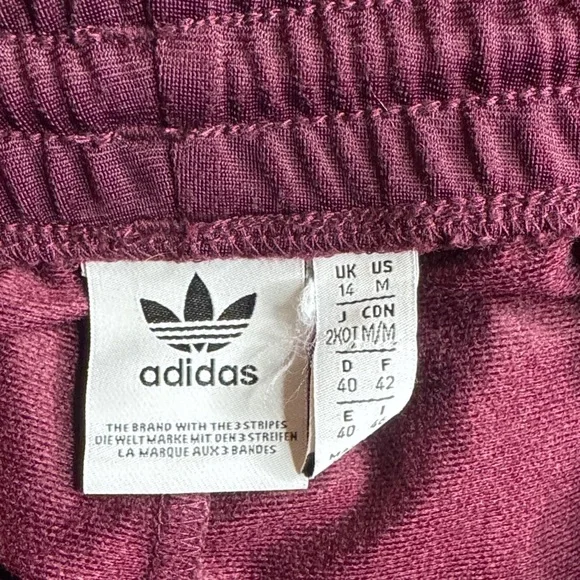 adidas
THE BRAND WITH THE 3 STRIPES
DIE WELTMARKE MIT DEN 3 STREIFEN
LA MARQUE AUX 3 BANDES
UK US
14 M
J CDN
2XOT M/M
D F
40 42
E I
40